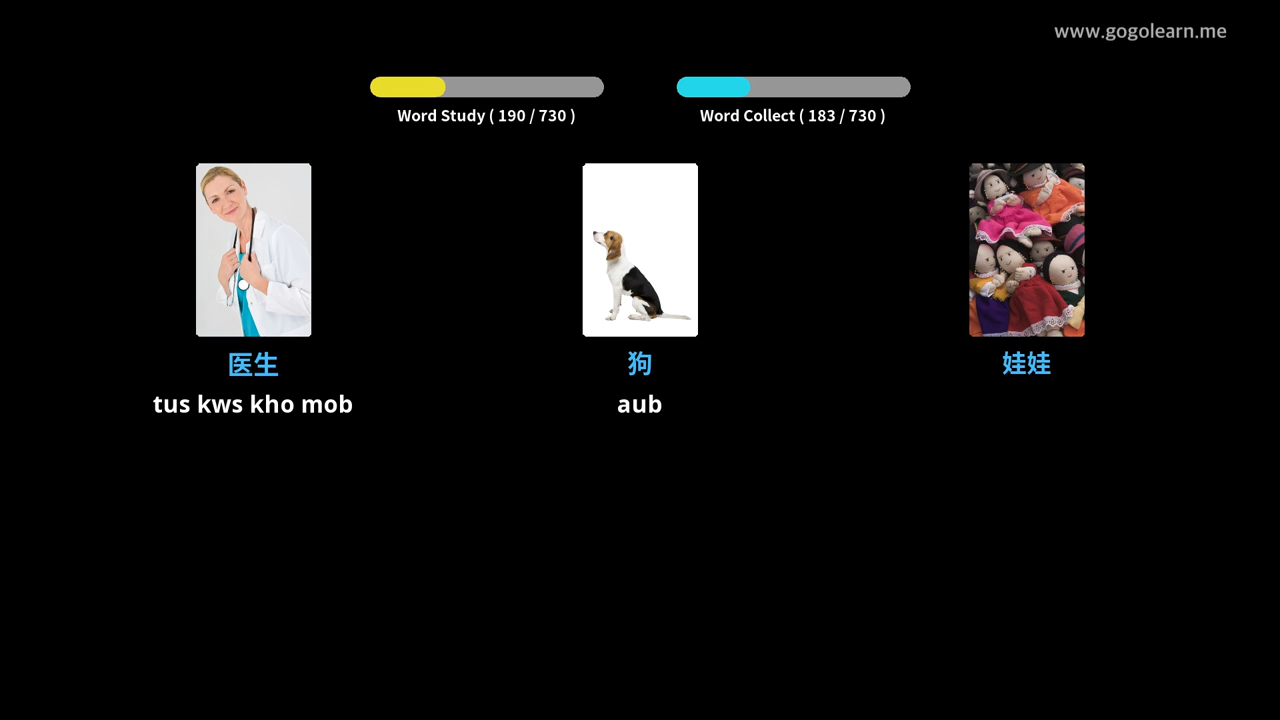 www.gogolearn.me
Word Study ( 190 / 730 )
Word Collect ( 183 / 730 )
医生
狗
娃娃
tus kws kho mob
aub